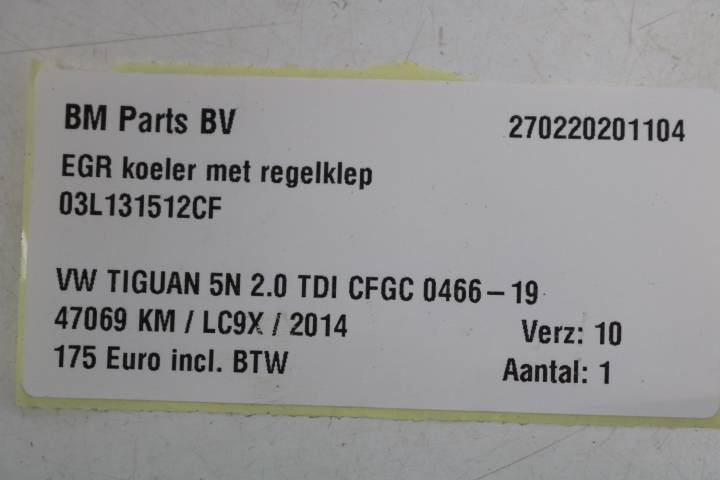 BM Parts BV 270220201104
EGR koeler met regelklep
03L131512CF
VW TIGUAN 5N 2.0 TDI CFGC 0466-19
47069 KM / LC9X / 2014 Verz: 10
175 Euro incl. BTW Aantal: 1